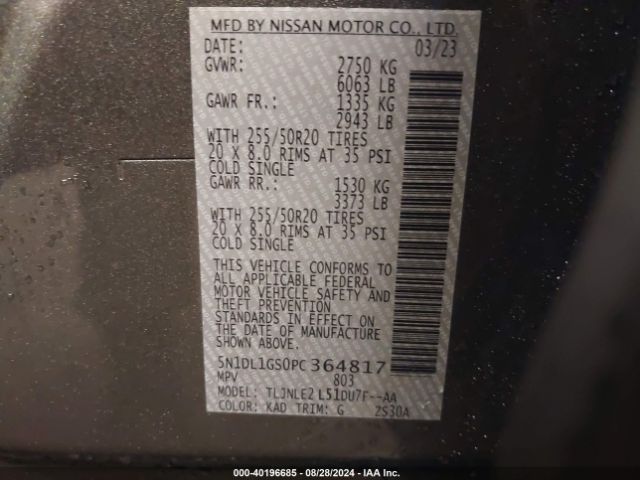 MFD BY NISSAN MOTOR CO., LTD.
DATE: 03/23
GVWR: 2750 KG
6063 LB
GAWR FR.: 1335 KG
2943 LB
WITH 255/50R20 TIRES
20 X 8.0 RIMS AT 35 PSI
COLD SINGLE
GAWR RR.: 1530 KG
3373 LB
WITH 255/50R20 TIRES
20 X 8.0 RIMS AT 35 PSI
COLD SINGLE
THIS VEHICLE CONFORMS TO
ALL APPLICABLE FEDERAL
MOTOR VEHICLE SAFETY AND
THEFT PREVENTION
STANDARDS IN EFFECT ON
THE DATE OF MANUFACTURE
SHOWN ABOVE.
5N1DL1GS0PC364817
MPV 803
MODEL: TLJNLE2 L51DU7F--AA
COLOR: KAD TRIM: G 2S30A
© COPART - 40196685 / 08/28/2024 - IAA Inc.